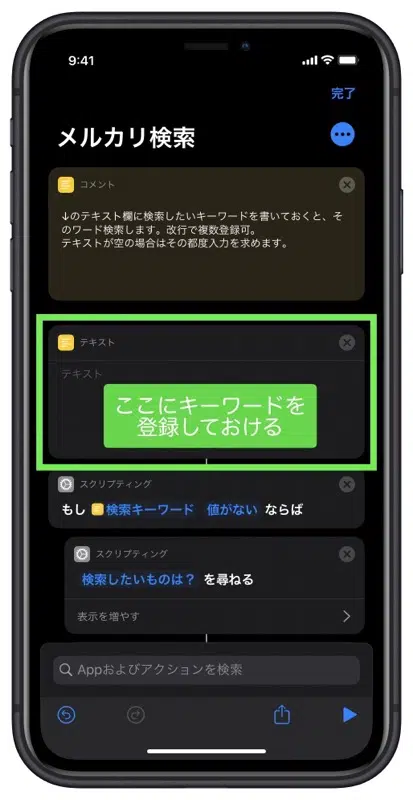 9:41
完了
メルカリ検索
コメント
↓のテキスト欄に検索したいキーワードを書いておくと、そ
のワード検索します。改行で複数登録可。
テキストが空の場合はその都度入力を求めます。
テキスト
テキスト
ここにキーワードを
登録しておける
スクリプティング
もし 検索キーワード 値がない ならば
スクリプティング
検索したいものは？ を尋ねる
表示を増やす
Appおよびアクションを検索